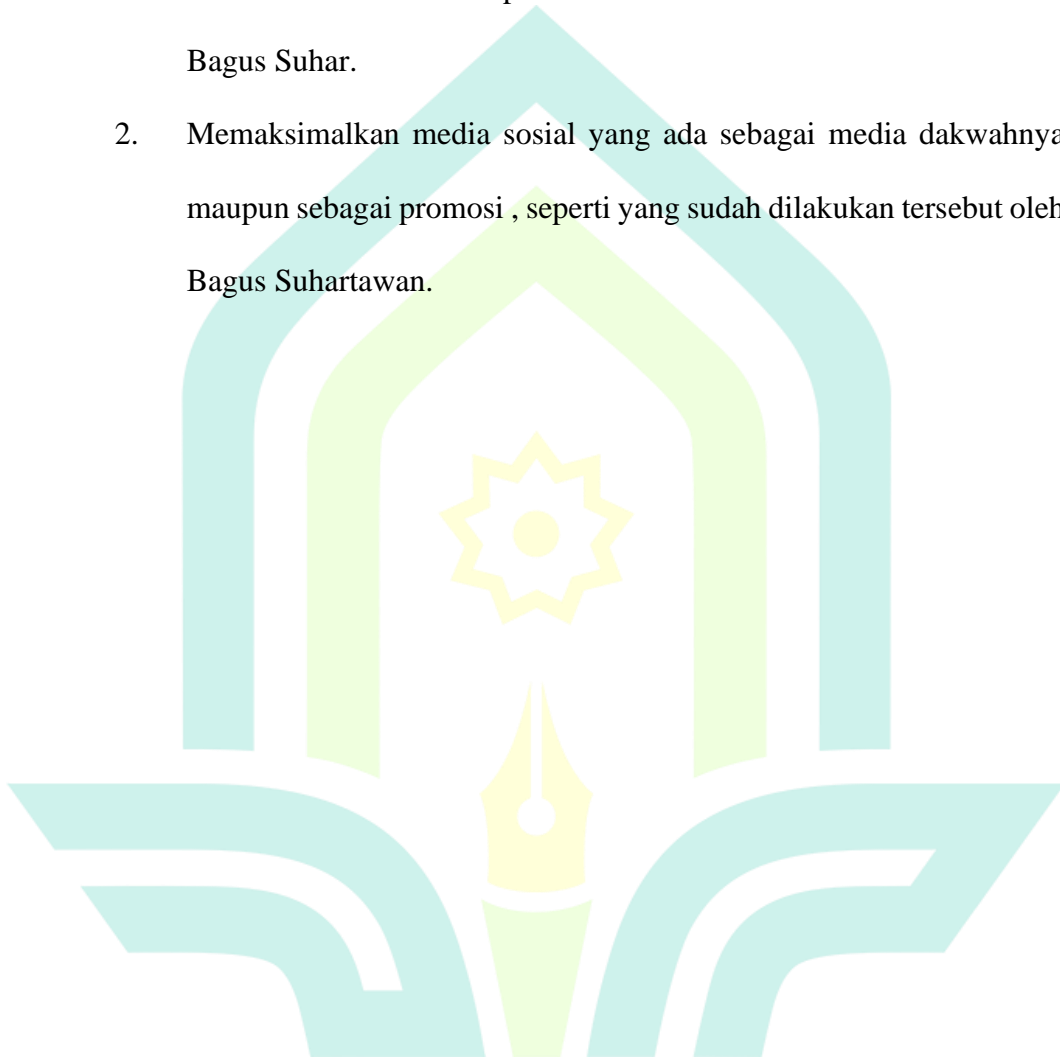 Bagus Suhar.
2. Memaksimalkan media sosial yang ada sebagai media dakwahnya
maupun sebagai promosi , seperti yang sudah dilakukan tersebut oleh
Bagus Suhartawan.